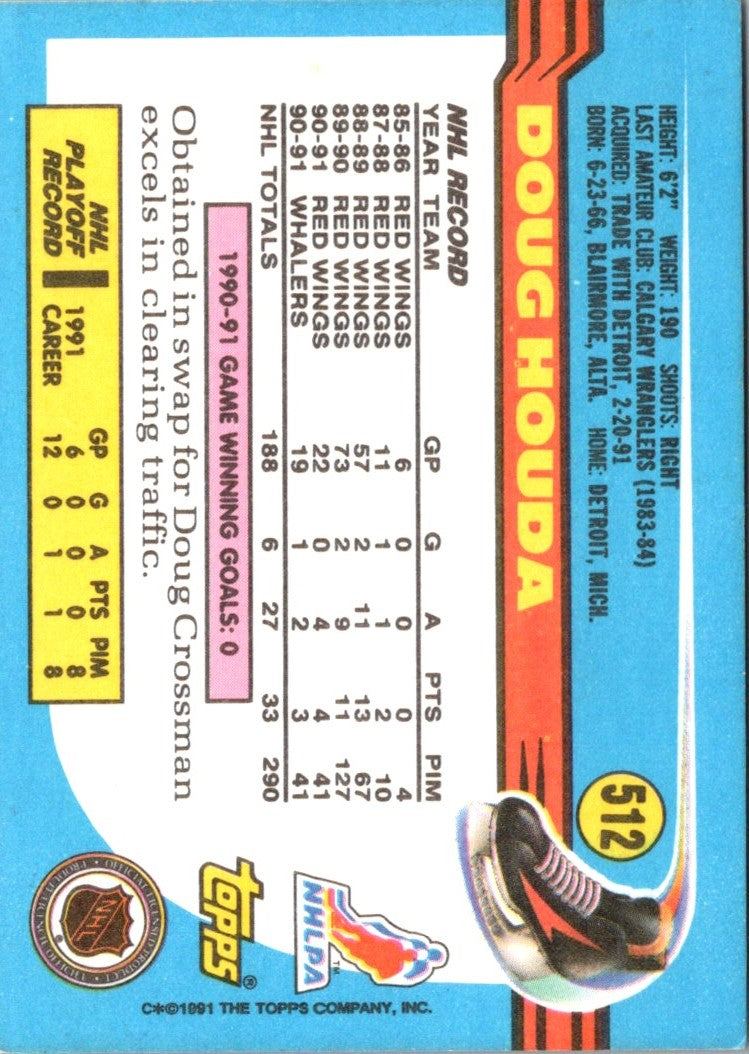 512
HEIGHT: 6'2" WEIGHT: 190 SHOOTS: RIGHT
LAST AMATEUR CLUB: CALGARY WRANGLERS (1983-84)
ACQUIRED: TRADE WITH DETROIT, 2-20-91
BORN: 6-23-66, BLAIRMORE, ALTA. HOME: DETROIT, MICH.
DOUG HOUDA
NHL RECORD
YEAR TEAM GP G A PTS PIM
85-86 RED WINGS 6 0 0 0 4
87-88 RED WINGS 11 1 1 2 10
88-89 RED WINGS 57 2 11 13 67
89-90 RED WINGS 73 2 9 11 127
90-91 RED WINGS 22 0 4 4 41
90-91 WHALERS 19 1 2 3 41
NHL TOTALS 188 6 27 33 290
1990-91 GAME WINNING GOALS: 0
Obtained in swap for Doug Crossman
excels in clearing traffic.
NHL PLAYOFF RECORD
GP G A PTS PIM
1991 6 0 0 0 8
CAREER 12 0 1 1 8
NHLPA™
topps®
NHL
OFFICIAL LICENSED PRODUCT
C*©1991 THE TOPPS COMPANY, INC.